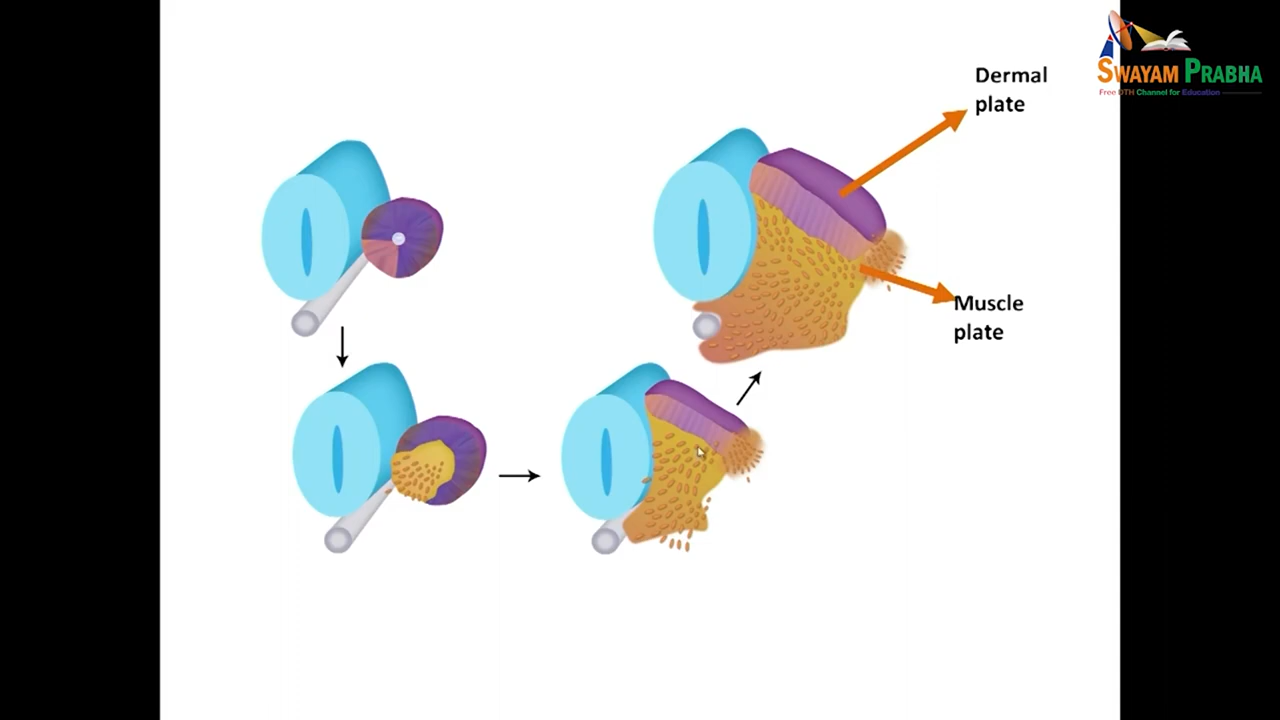 Dermal
plate
SWAYAM PRABHA
Free DTH Channel for Education
Muscle
plate